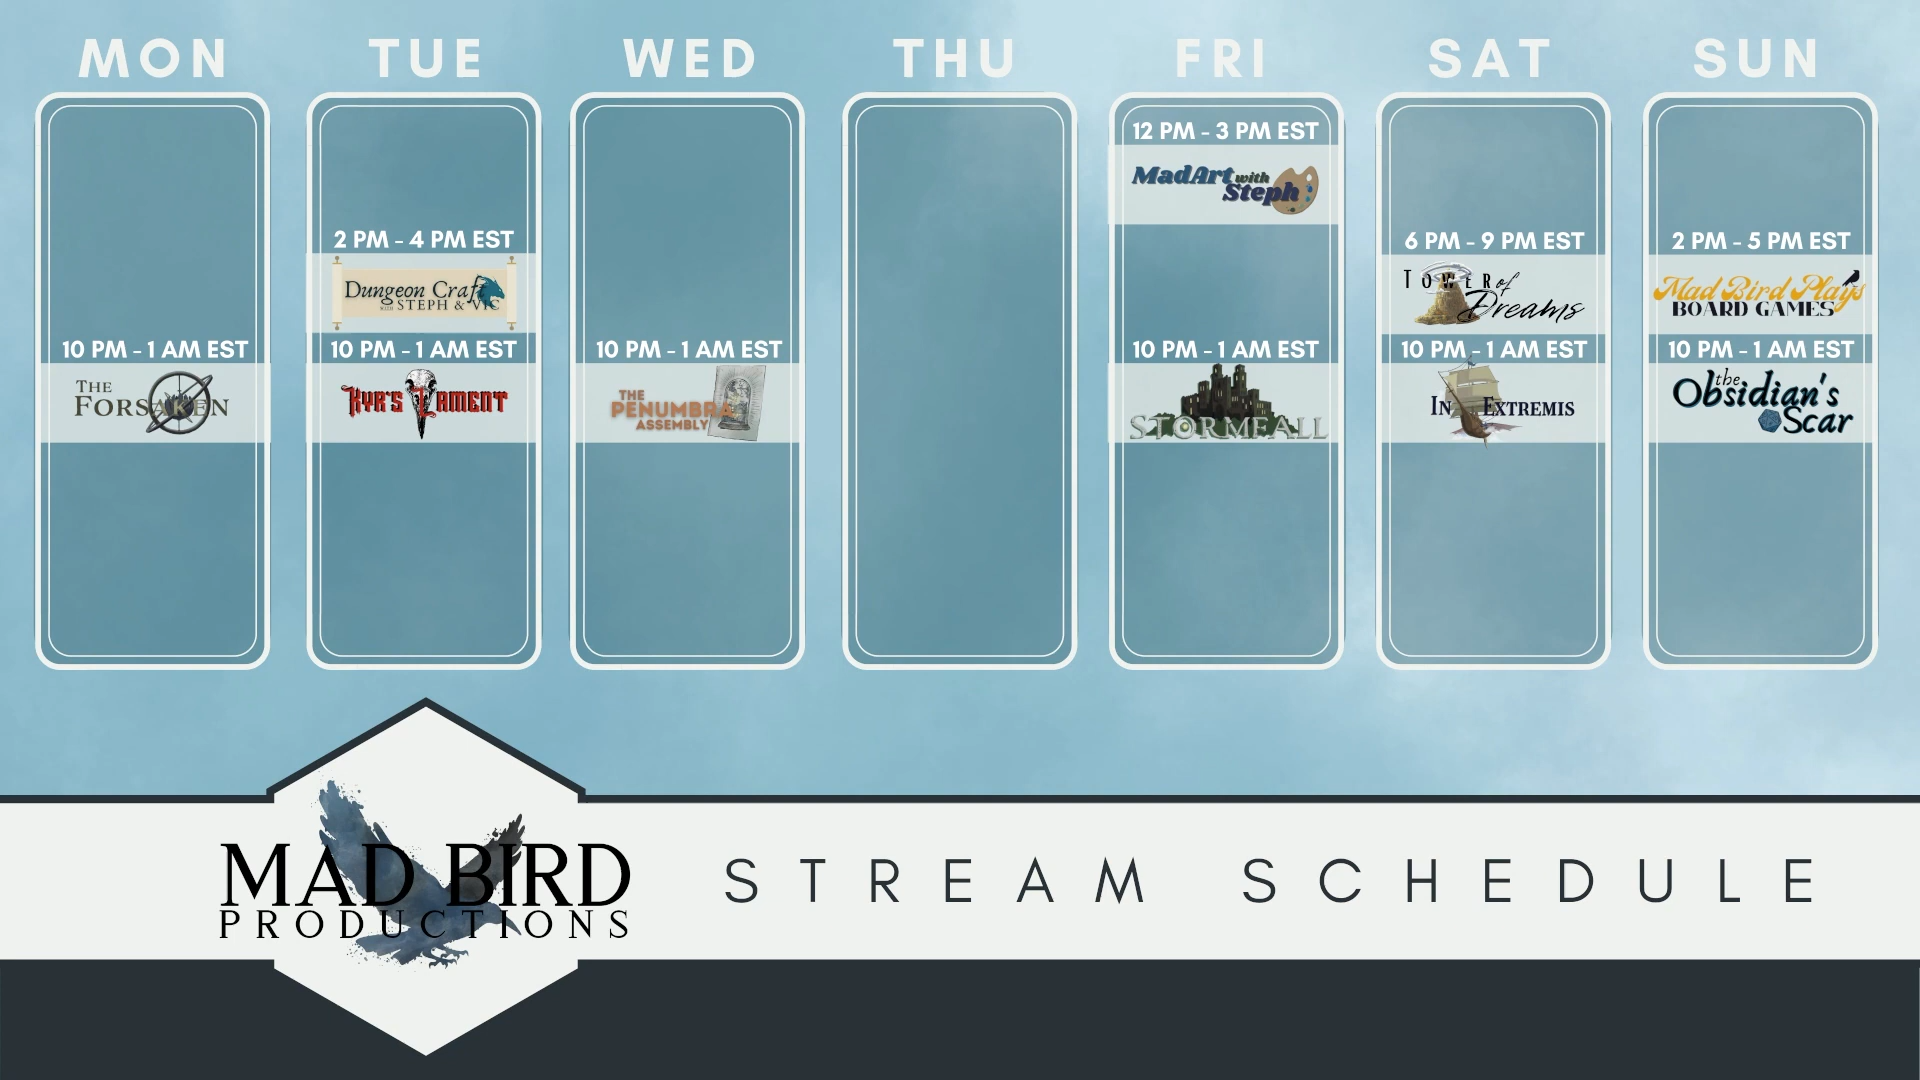 MON
TUE
WED
THU
FRI
SAT
SUN
10 PM - 1 AM EST
THE
FORSAKEN
2 PM - 4 PM EST
Dungeon Craft
WITH STEPH & VIC
10 PM - 1 AM EST
KYR'S LAMENT
10 PM - 1 AM EST
THE
PENUMBRA
ASSEMBLY
12 PM - 3 PM EST
MadArt with
Steph
10 PM - 1 AM EST
STORMFALL
6 PM - 9 PM EST
TOWER of
Dreams
10 PM - 1 AM EST
IN EXTREMIS
2 PM - 5 PM EST
Mad Bird Plays
BOARD GAMES
10 PM - 1 AM EST
the
Obsidian's
Scar
MAD BIRD
PRODUCTIONS
STREAM SCHEDULE